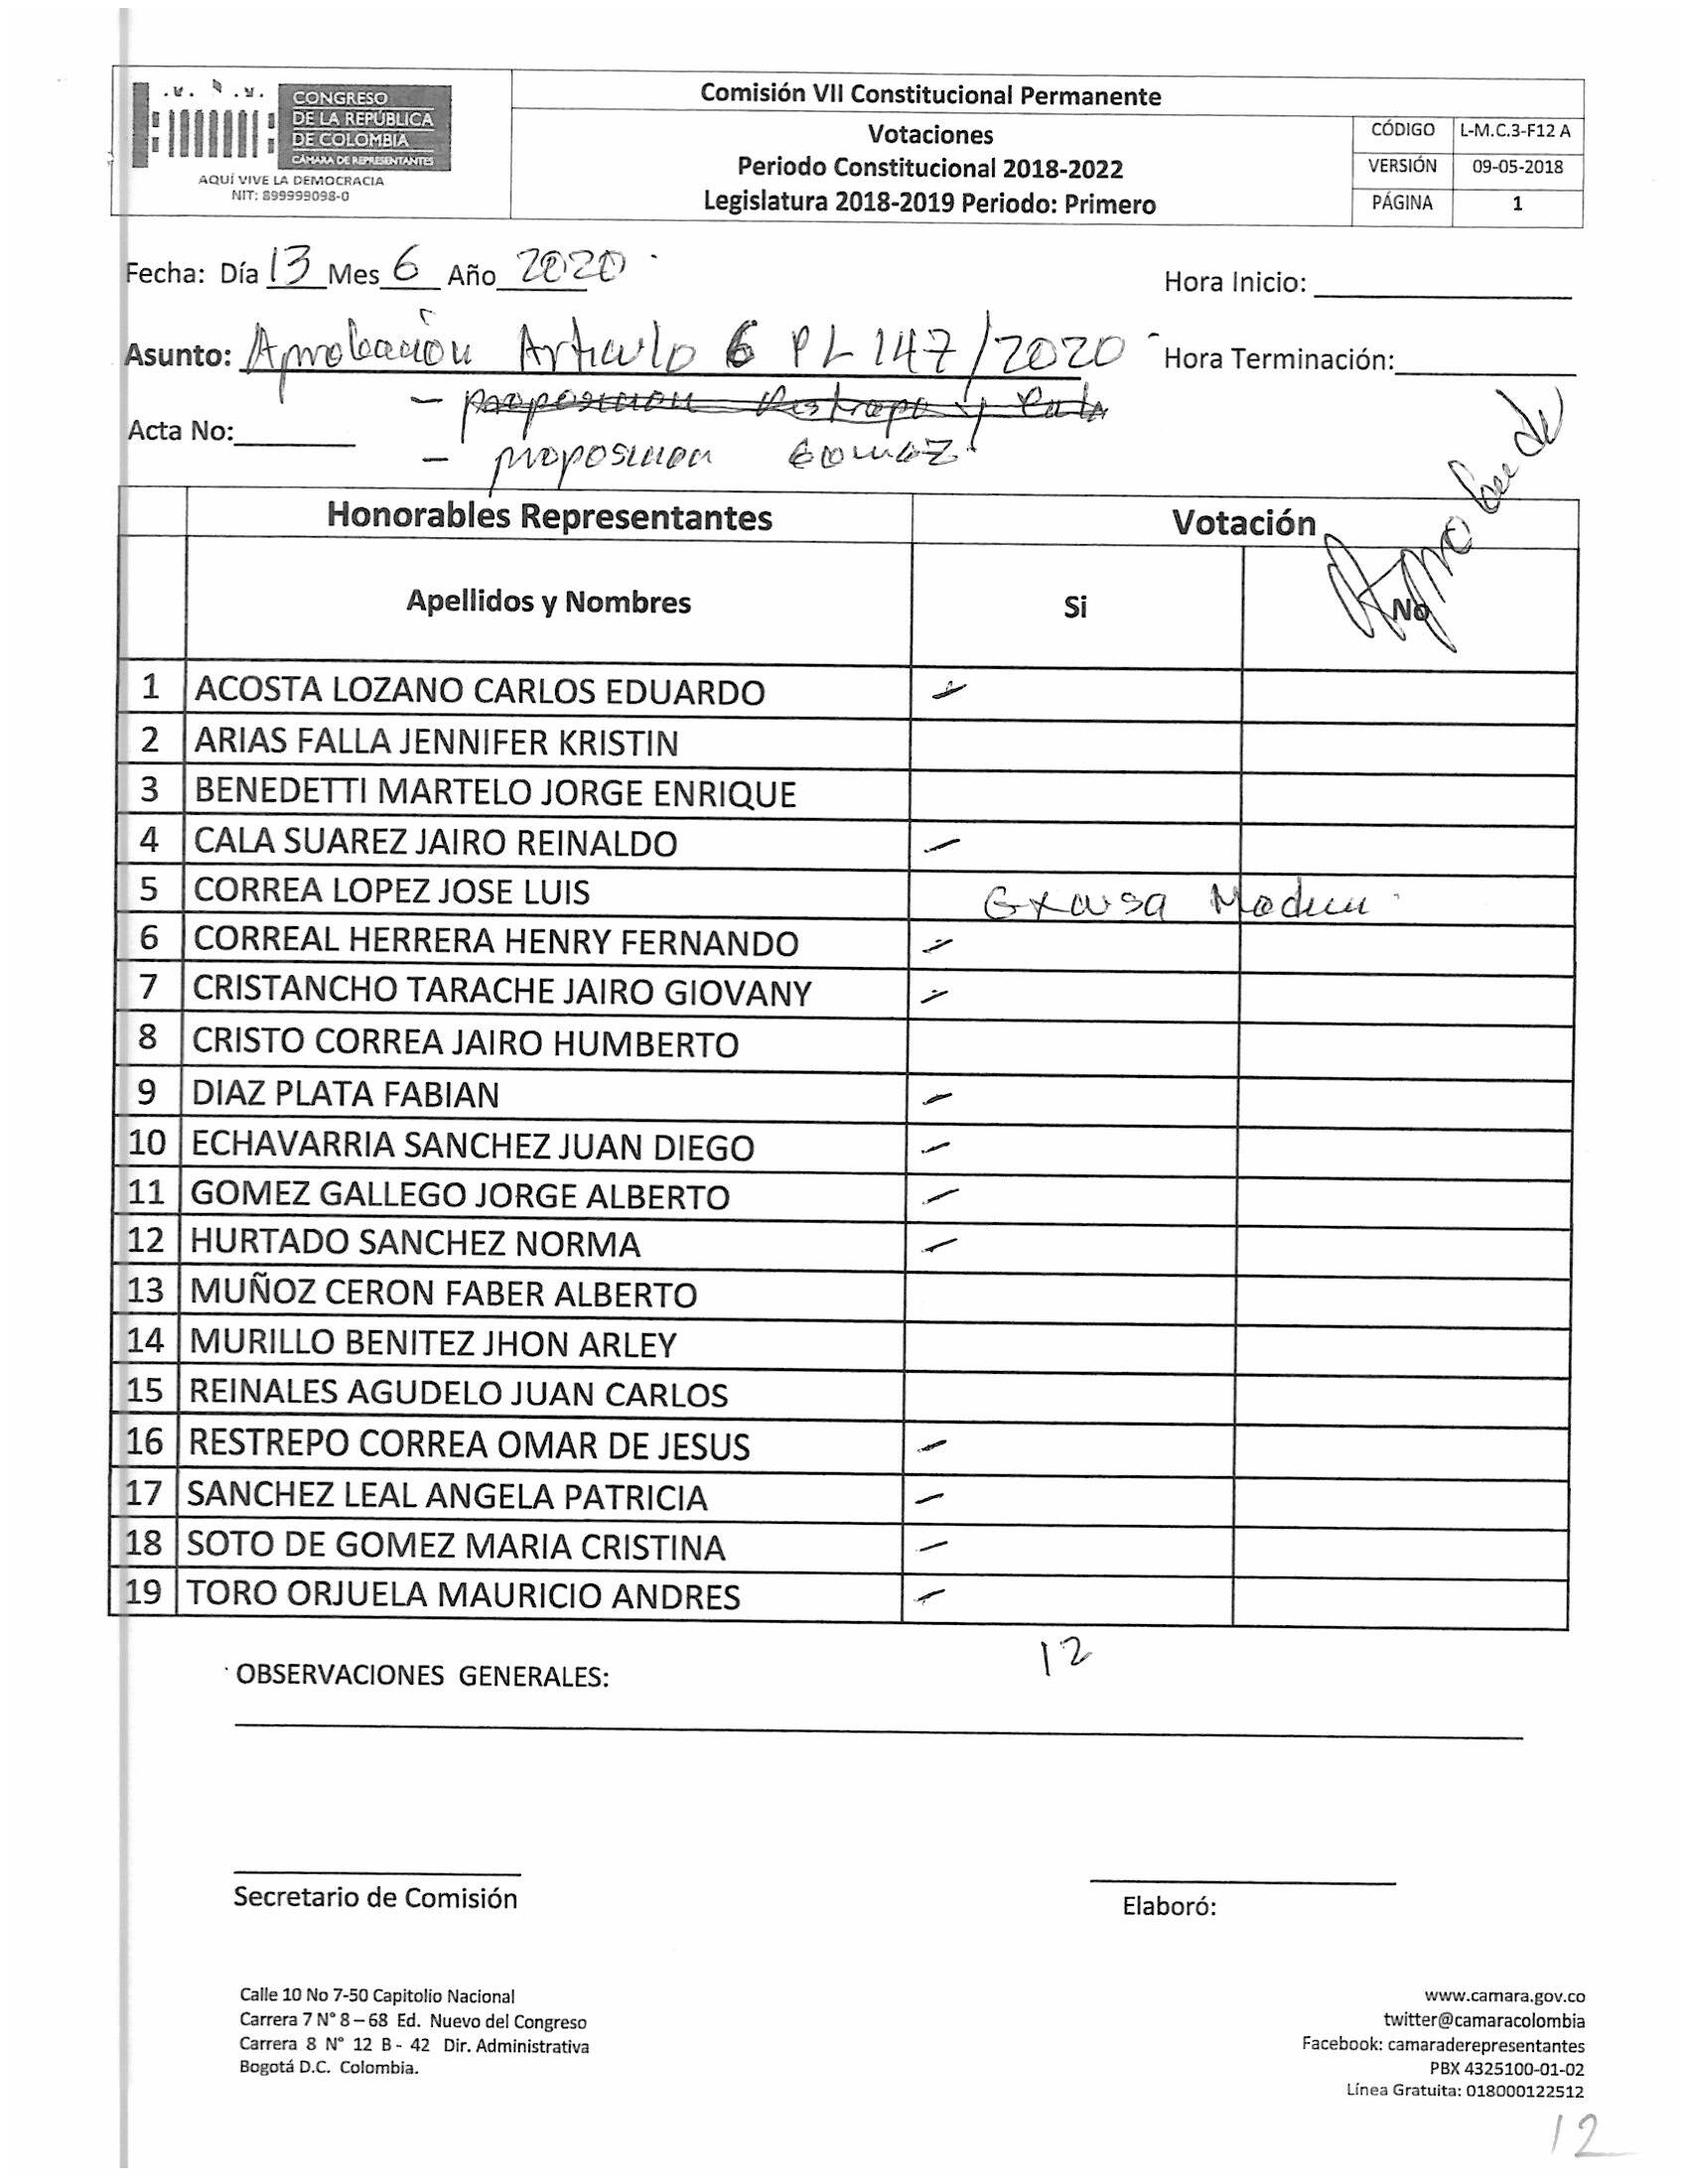 CONGRESO
DE LA REPÚBLICA
DE COLOMBIA
CÁMARA DE REPRESENTANTES
AQUÍ VIVE LA DEMOCRACIA
NIT: 899999098-0
Comisión VII Constitucional Permanente
Votaciones
Periodo Constitucional 2018-2022
Legislatura 2018-2019 Periodo: Primero
CÓDIGO L-M.C.3-F12 A
VERSIÓN 09-05-2018
PÁGINA 1
Fecha: Día 13 Mes 6 Año 2020
Hora Inicio:
Asunto: Aprobación Articulo 6 PL 147/2020
Hora Terminación:
- proposicion Restrepo y Cala
Acta No:
- proposicion Gomez
Honorables Representantes Votación
Apellidos y Nombres Si No
1 ACOSTA LOZANO CARLOS EDUARDO
2 ARIAS FALLA JENNIFER KRISTIN
3 BENEDETTI MARTELO JORGE ENRIQUE
4 CALA SUAREZ JAIRO REINALDO
5 CORREA LOPEZ JOSE LUIS Exausa
6 CORREAL HERRERA HENRY FERNANDO
7 CRISTANCHO TARACHE JAIRO GIOVANY
8 CRISTO CORREA JAIRO HUMBERTO
9 DIAZ PLATA FABIAN
10 ECHAVARRIA SANCHEZ JUAN DIEGO
11 GOMEZ GALLEGO JORGE ALBERTO
12 HURTADO SANCHEZ NORMA
13 MUÑOZ CERON FABER ALBERTO
14 MURILLO BENITEZ JHON ARLEY
15 REINALES AGUDELO JUAN CARLOS
16 RESTREPO CORREA OMAR DE JESUS
17 SANCHEZ LEAL ANGELA PATRICIA
18 SOTO DE GOMEZ MARIA CRISTINA
19 TORO ORJUELA MAURICIO ANDRES
12
OBSERVACIONES GENERALES:
Secretario de Comisión
Elaboró:
Calle 10 No 7-50 Capitolio Nacional
Carrera 7 N° 8 – 68 Ed. Nuevo del Congreso
Carrera 8 N° 12 B - 42 Dir. Administrativa
Bogotá D.C. Colombia.
www.camara.gov.co
twitter@camaracolombia
Facebook: camaraderepresentantes
PBX 4325100-01-02
Línea Gratuita: 018000122512
12